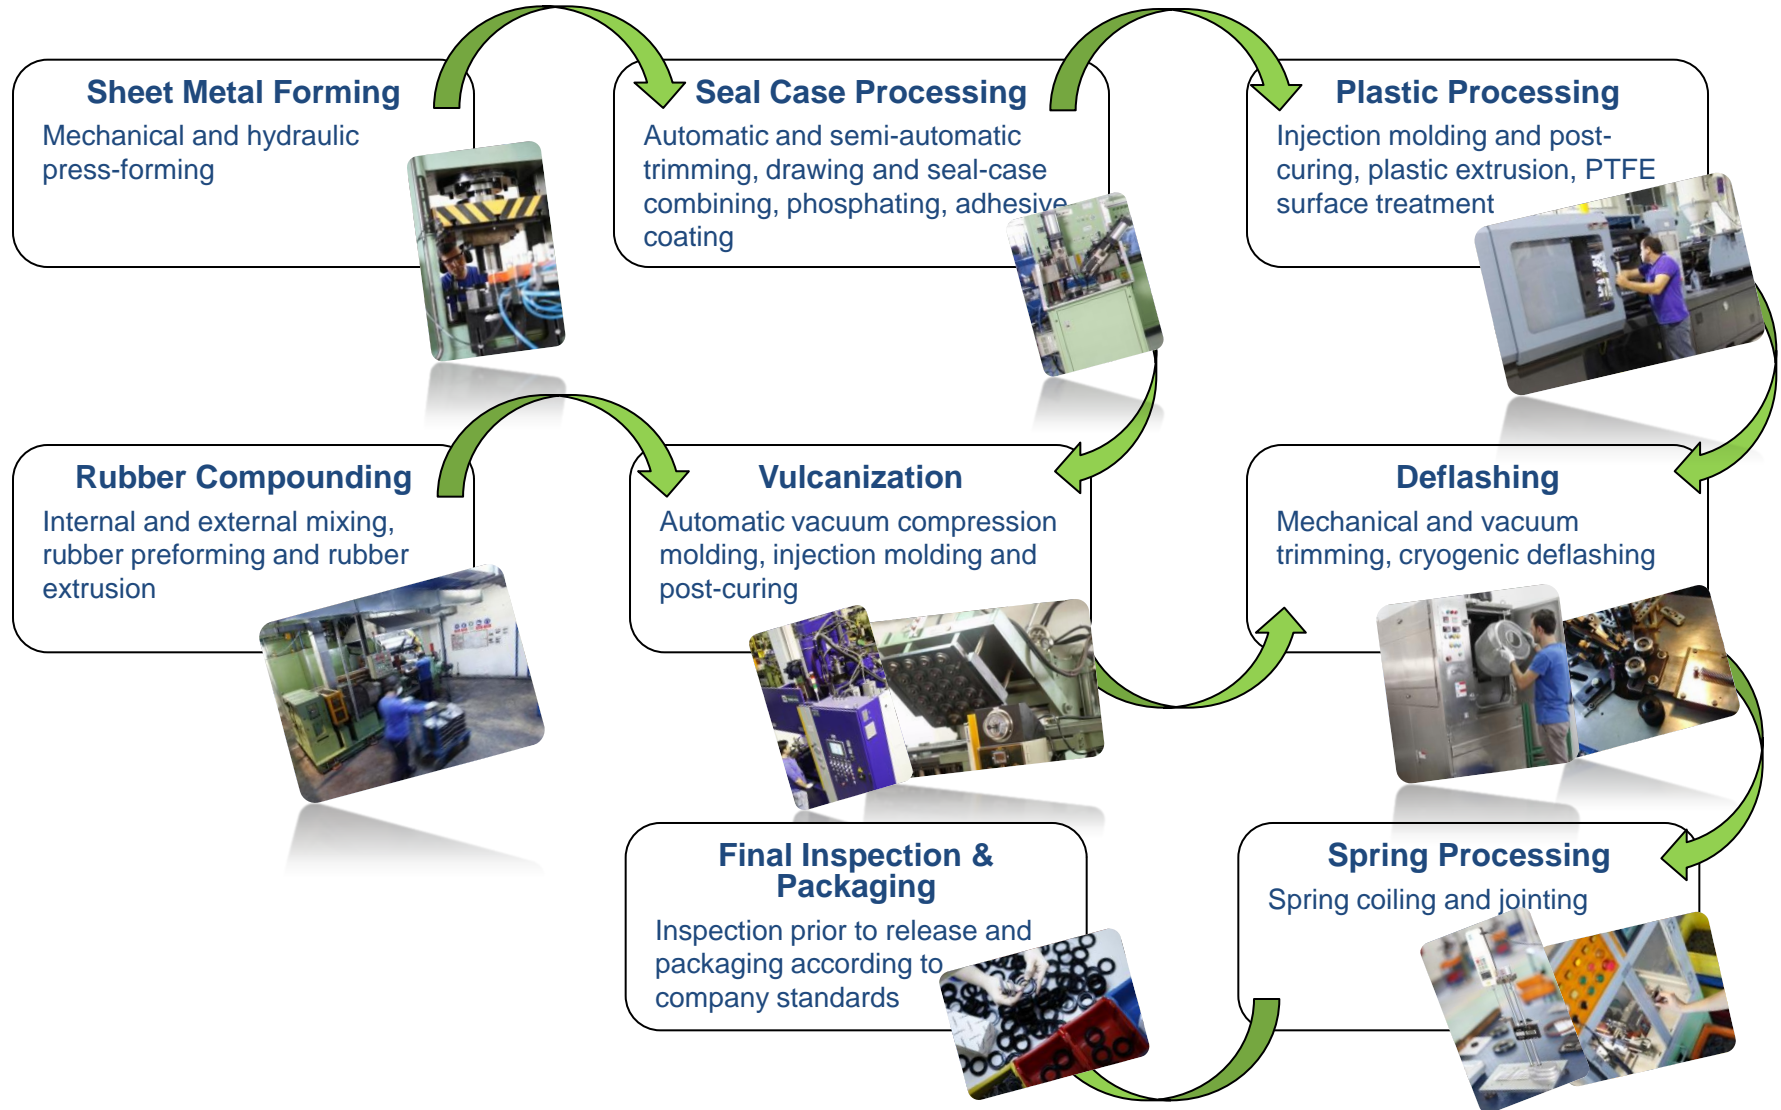 Sheet Metal Forming
Mechanical and hydraulic
press-forming
Seal Case Processing
Automatic and semi-automatic
trimming, drawing and seal-case
combining, phosphating, adhesive
coating
Plastic Processing
Injection molding and post-
curing, plastic extrusion, PTFE
surface treatment
Rubber Compounding
Internal and external mixing,
rubber preforming and rubber
extrusion
Vulcanization
Automatic vacuum compression
molding, injection molding and
post-curing
Deflashing
Mechanical and vacuum
trimming, cryogenic deflashing
Final Inspection &
Packaging
Inspection prior to release and
packaging according to
company standards
Spring Processing
Spring coiling and jointing